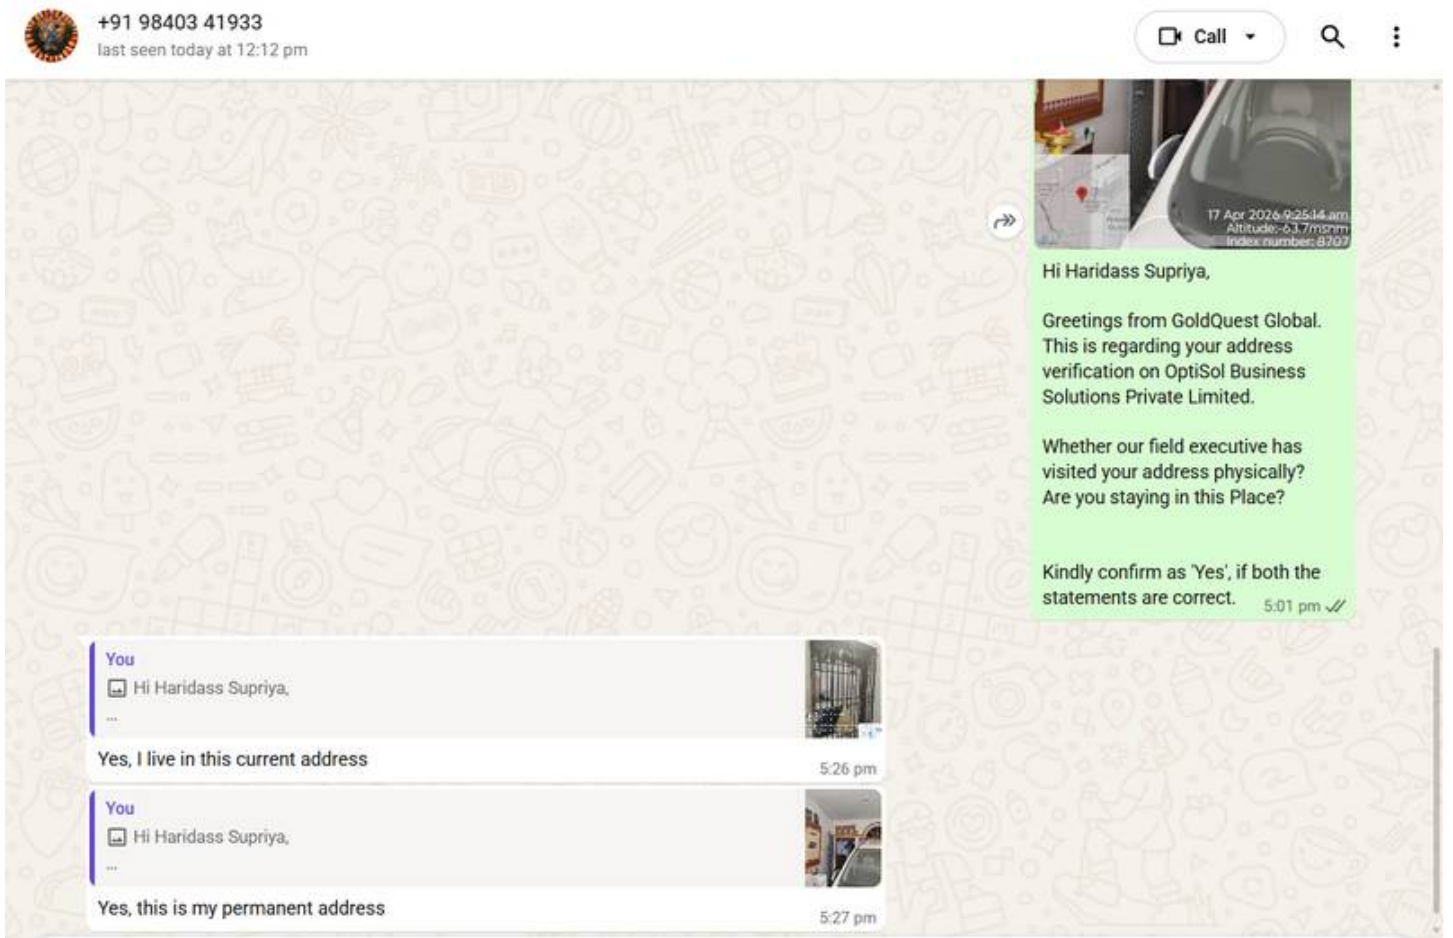 +91 98403 41933
last seen today at 12:12 pm
Call
17 Apr 2026 9:25:14 am
Altitude:-63.7msnm
Index number: 8707
Hi Haridass Supriya,
Greetings from GoldQuest Global.
This is regarding your address
verification on OptiSol Business
Solutions Private Limited.
Whether our field executive has
visited your address physically?
Are you staying in this Place?
Kindly confirm as 'Yes', if both the
statements are correct.
5:01 pm
You
Hi Haridass Supriya,
...
Yes, I live in this current address
5:26 pm
You
Hi Haridass Supriya,
...
Yes, this is my permanent address
5:27 pm